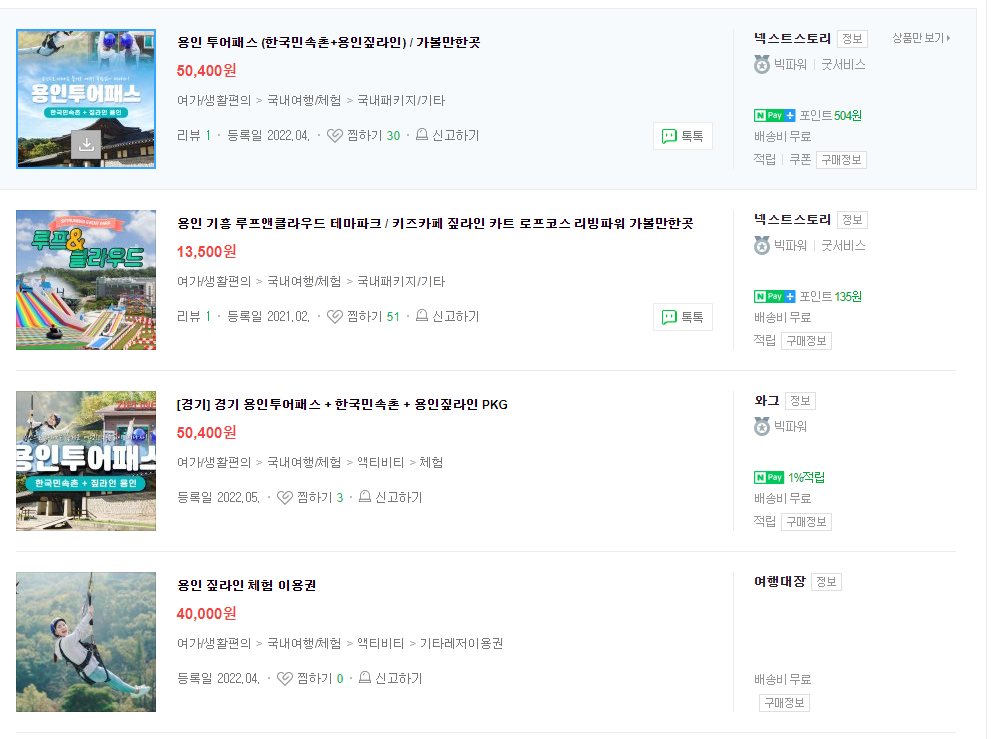 용인 투어패스 (한국민속촌+용인짚라인) / 가볼만한곳
50,400원
여가/생활편의 > 국내여행/체험 > 국내패키지/기타
리뷰 1 · 등록일 2022.04. · 찜하기 30 · 신고하기
톡톡
넥스트스토리 정보 상품만 보기
빅파워 굿서비스
N Pay + 포인트 504원
배송비 무료
적립 쿠폰 구매정보
용인투어패스
한국민속촌 + 짚라인 용인
용인 기흥 루프앤클라우드 테마파크 / 키즈카페 짚라인 카트 로프코스 리빙파워 가볼만한곳
13,500원
여가/생활편의 > 국내여행/체험 > 국내패키지/기타
리뷰 1 · 등록일 2021.02. · 찜하기 51 · 신고하기
톡톡
넥스트스토리 정보
빅파워 굿서비스
N Pay + 포인트 135원
배송비 무료
적립 구매정보
루프&
클라우드
[경기] 경기 용인투어패스 + 한국민속촌 + 용인짚라인 PKG
50,400원
여가/생활편의 > 국내여행/체험 > 액티비티 > 체험
등록일 2022.05. · 찜하기 3 · 신고하기
와그 정보
빅파워
N Pay 1%적립
배송비 무료
적립 구매정보
용인투어패스
한국민속촌 + 짚라인 용인
용인 짚라인 체험 이용권
40,000원
여가/생활편의 > 국내여행/체험 > 액티비티 > 기타레저이용권
등록일 2022.04. · 찜하기 0 · 신고하기
여행대장 정보
배송비 무료
구매정보